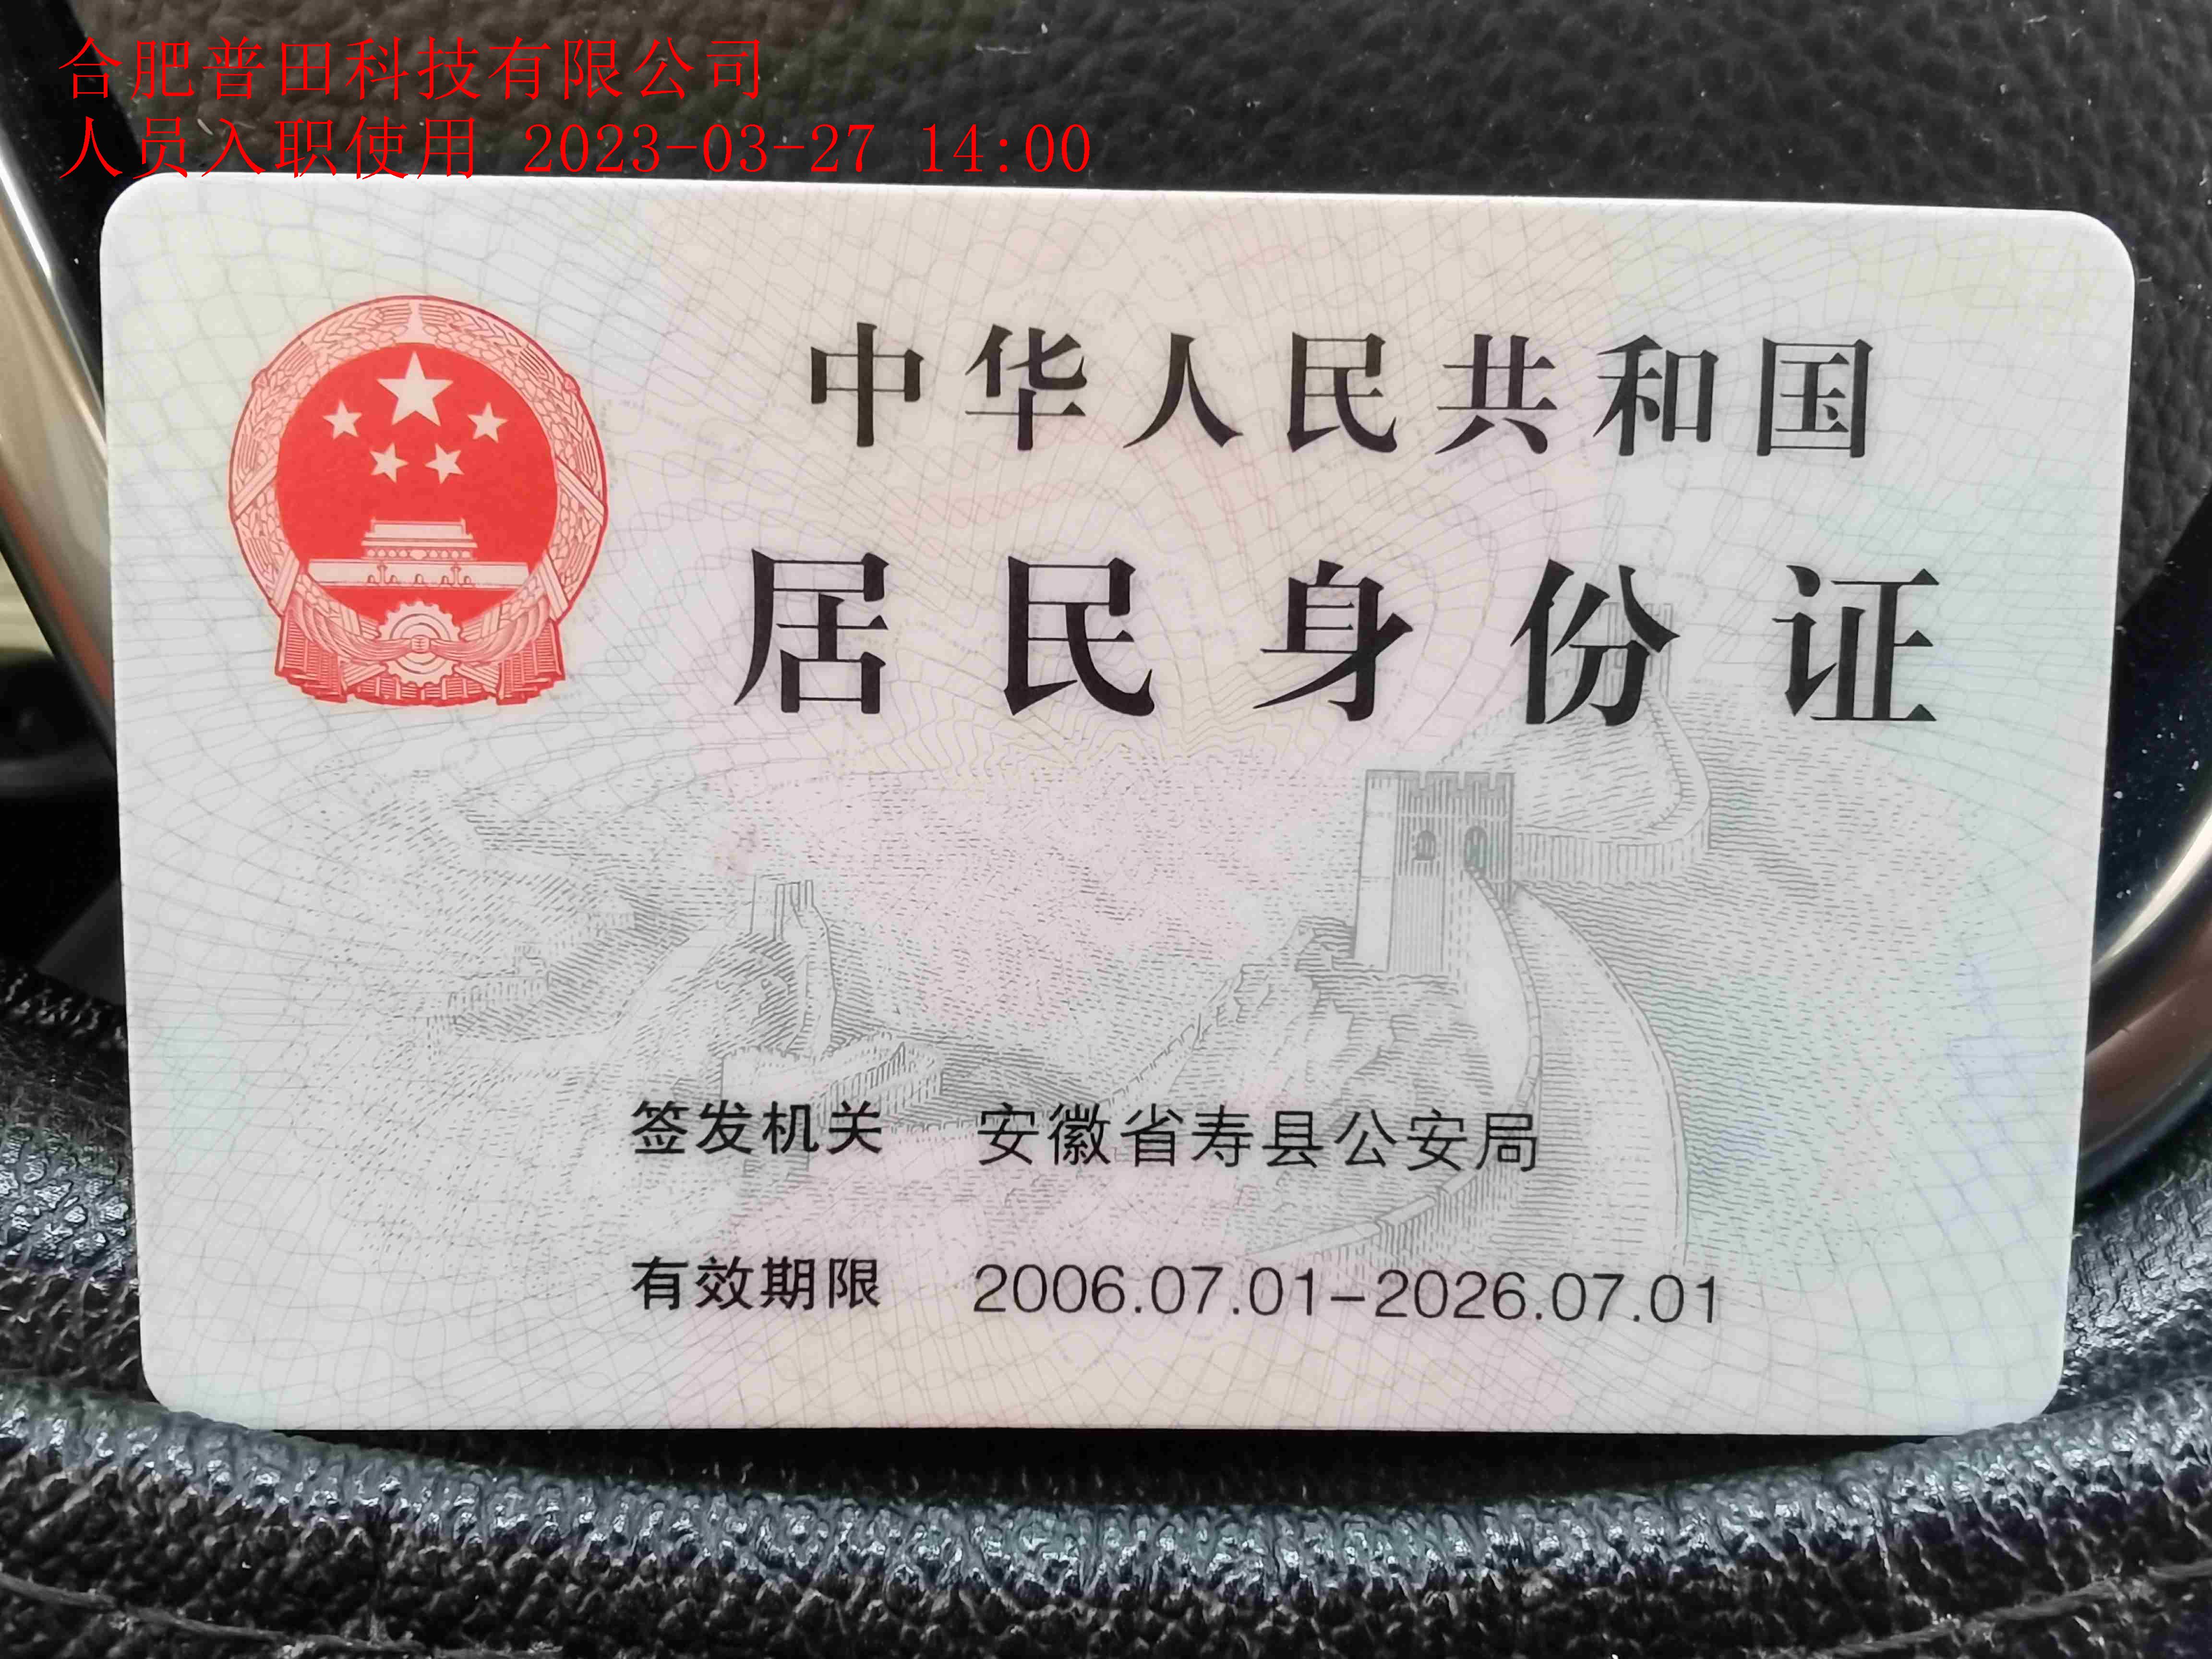 合肥普田科技有限公司
人员入职使用 2023-03-27 14:00
中华人民共和国
居民身份证
签发机关 安徽省寿县公安局
有效期限 2006.07.01-2026.07.01